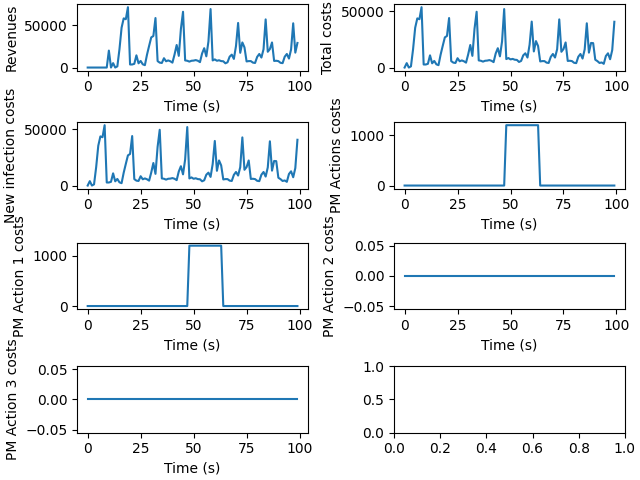 Revenues
50000
0
0 25 50 75 100
Time (s)
Total costs
50000
0
0 25 50 75 100
Time (s)
New infection costs
50000
0
0 25 50 75 100
Time (s)
PM Actions costs
1000
0
0 25 50 75 100
Time (s)
PM Action 1 costs
1000
0
0 25 50 75 100
Time (s)
PM Action 2 costs
0.05
0.00
−0.05
0 25 50 75 100
Time (s)
PM Action 3 costs
0.05
0.00
−0.05
0 25 50 75 100
Time (s)
1.0
0.5
0.0
0.0 0.2 0.4 0.6 0.8 1.0